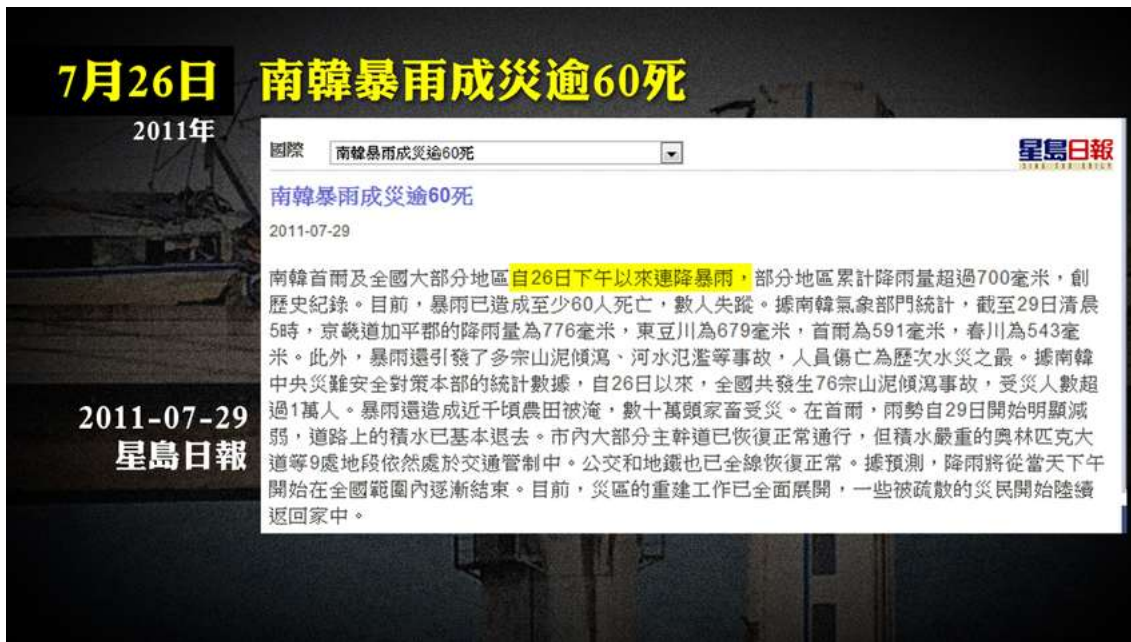 7月26日
2011年
南韓暴雨成災逾60死
國際 南韓暴雨成災逾60死
星島日報
南韓暴雨成災逾60死
2011-07-29
南韓首爾及全國大部分地區自26日下午以來連降暴雨，部分地區累計降雨量超過700毫米，創
歷史紀錄。目前，暴雨已造成至少60人死亡，數人失蹤。據南韓氣象部門統計，截至29日清晨
5時，京畿道加平郡的降雨量為776毫米，東豆川為679毫米，首爾為591毫米，春川為543毫
米。此外，暴雨還引發了多宗山泥傾瀉、河水氾濫等事故，人員傷亡為歷次水災之最。據南韓
中央災難安全對策本部的統計數據，自26日以來，全國共發生76宗山泥傾瀉事故，受災人數超
過1萬人。暴雨還造成近千頃農田被淹，數十萬頭家畜受災。在首爾，雨勢自29日開始明顯減
弱，道路上的積水已基本退去。市內大部分主幹道已恢復正常通行，但積水嚴重的奧林匹克大
道等9處地段依然處於交通管制中。公交和地鐵也已全線恢復正常。據預測，降雨將從當天下午
開始在全國範圍內逐漸結束。目前，災區的重建工作已全面展開，一些被疏散的災民開始陸續
返回家中。
2011-07-29
星島日報